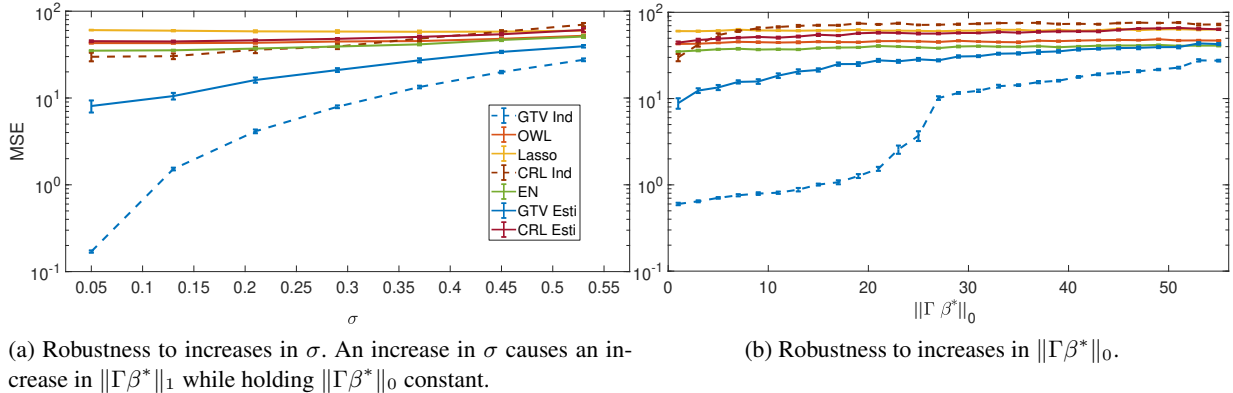 10^2
10^1
10^0
10^-1
MSE
0.05 0.1 0.15 0.2 0.25 0.3 0.35 0.4 0.45 0.5 0.55
σ
GTV Ind
OWL
Lasso
CRL Ind
EN
GTV Esti
CRL Esti
10^2
10^1
10^0
10^-1
0 10 20 30 40 50
||Γ β*||_0
(a) Robustness to increases in σ. An increase in σ causes an in-
crease in ‖Γβ*‖_1 while holding ‖Γβ*‖_0 constant.
(b) Robustness to increases in ‖Γβ*‖_0.